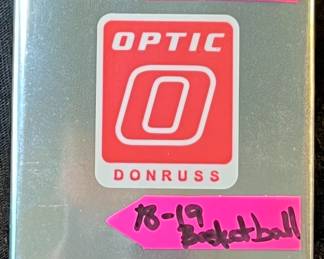 OPTIC
O
DONRUSS
18-19
Basketball